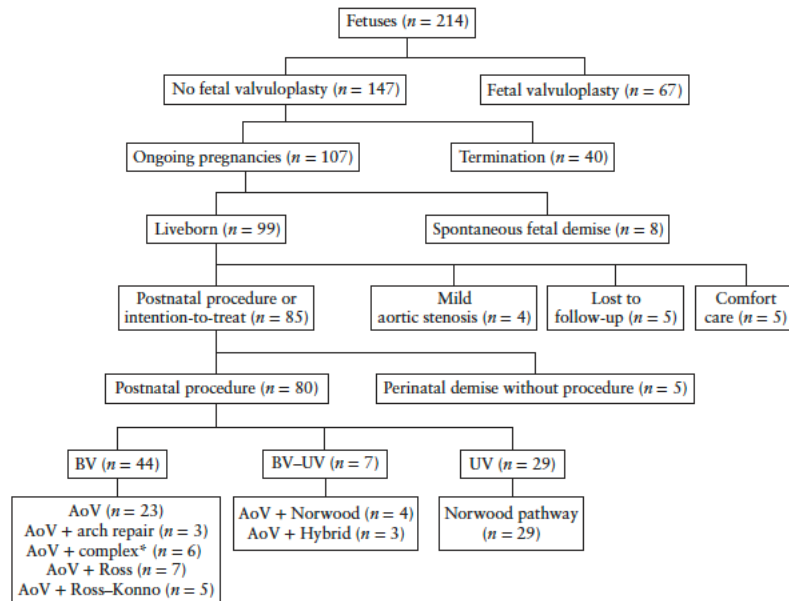 Fetuses (n = 214)
No fetal valvuloplasty (n = 147)
Fetal valvuloplasty (n = 67)
Ongoing pregnancies (n = 107)
Termination (n = 40)
Liveborn (n = 99)
Spontaneous fetal demise (n = 8)
Postnatal procedure or
intention-to-treat (n = 85)
Mild
aortic stenosis (n = 4)
Lost to
follow-up (n = 5)
Comfort
care (n = 5)
Postnatal procedure (n = 80)
Perinatal demise without procedure (n = 5)
BV (n = 44)
BV–UV (n = 7)
UV (n = 29)
AoV (n = 23)
AoV + arch repair (n = 3)
AoV + complex* (n = 6)
AoV + Ross (n = 7)
AoV + Ross–Konno (n = 5)
AoV + Norwood (n = 4)
AoV + Hybrid (n = 3)
Norwood pathway
(n = 29)